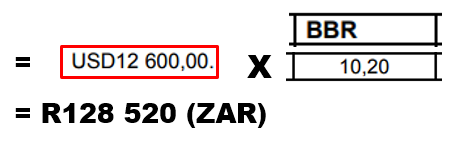 BBR
= USD12 600,00. X 10,20
= R128 520 (ZAR)